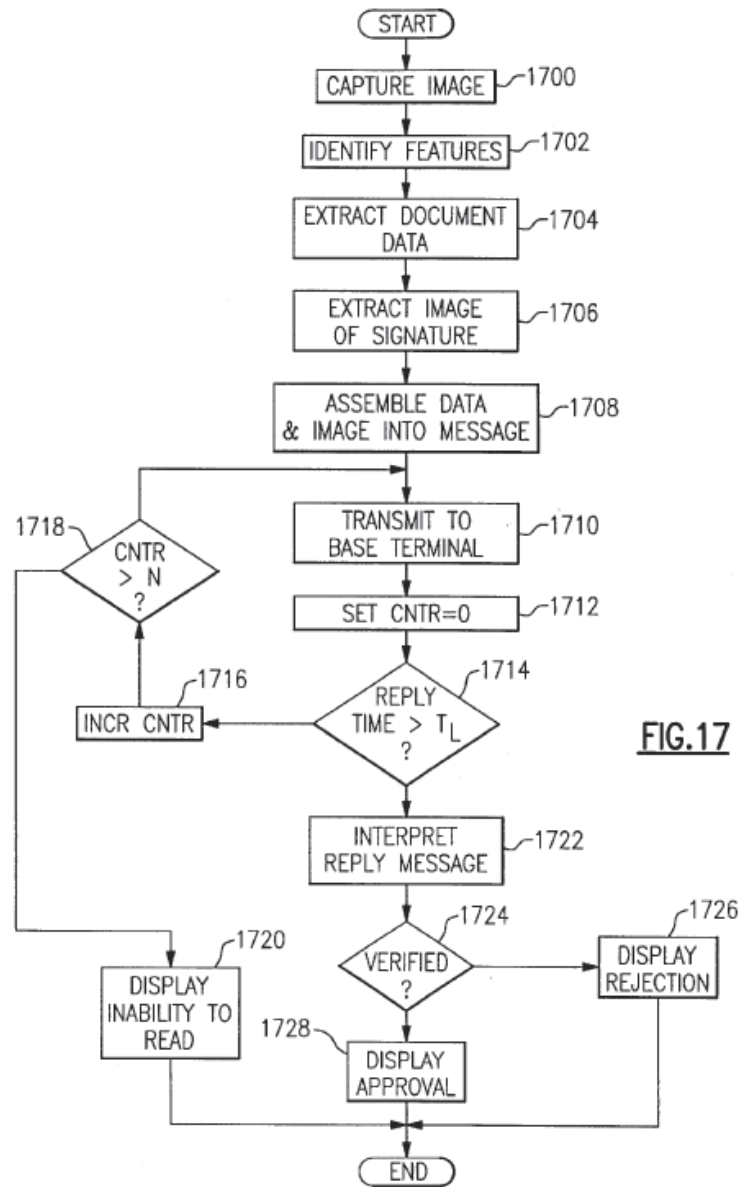 START
CAPTURE IMAGE
1700
IDENTIFY FEATURES
1702
EXTRACT DOCUMENT
DATA
1704
EXTRACT IMAGE
OF SIGNATURE
1706
ASSEMBLE DATA
& IMAGE INTO MESSAGE
1708
TRANSMIT TO
BASE TERMINAL
1710
1718
CNTR
> N
?
SET CNTR=0
1712
REPLY
TIME > TL
?
1714
1716
INCR CNTR
FIG.17
INTERPRET
REPLY MESSAGE
1722
VERIFIED
?
1724
1726
DISPLAY
REJECTION
1720
DISPLAY
INABILITY TO
READ
1728
DISPLAY
APPROVAL
END